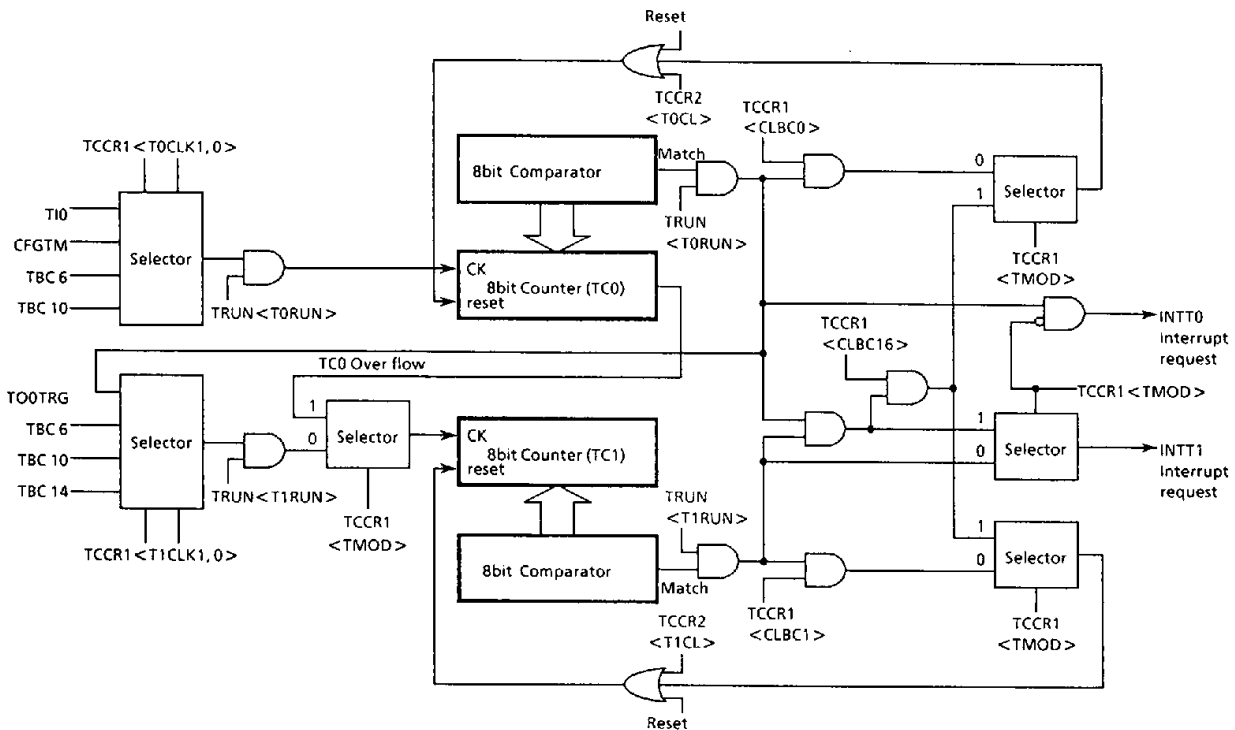 Reset
TCCR2
<T0CL>
TCCR1
<CLBC0>
TCCR1<T0CLK1,0>
8bit Comparator
Match
0
1
Selector
TI0
CFGTM
TBC 6
TBC 10
Selector
TRUN<T0RUN>
TRUN
<T0RUN>
CK
8bit Counter (TC0)
reset
TCCR1
<TMOD>
TCCR1
<CLBC16>
INTT0
Interrupt
request
TC0 Over flow
TO0TRG
TBC 6
TBC 10
TBC 14
Selector
TRUN<T1RUN>
1
0
Selector
TCCR1
<TMOD>
CK
8bit Counter (TC1)
reset
TCCR1<TMOD>
1
0
Selector
INTT1
Interrupt
request
TCCR1<T1CLK1,0>
TRUN
<T1RUN>
8bit Comparator
Match
TCCR1
<CLBC1>
1
0
Selector
TCCR1
<TMOD>
TCCR2
<T1CL>
Reset